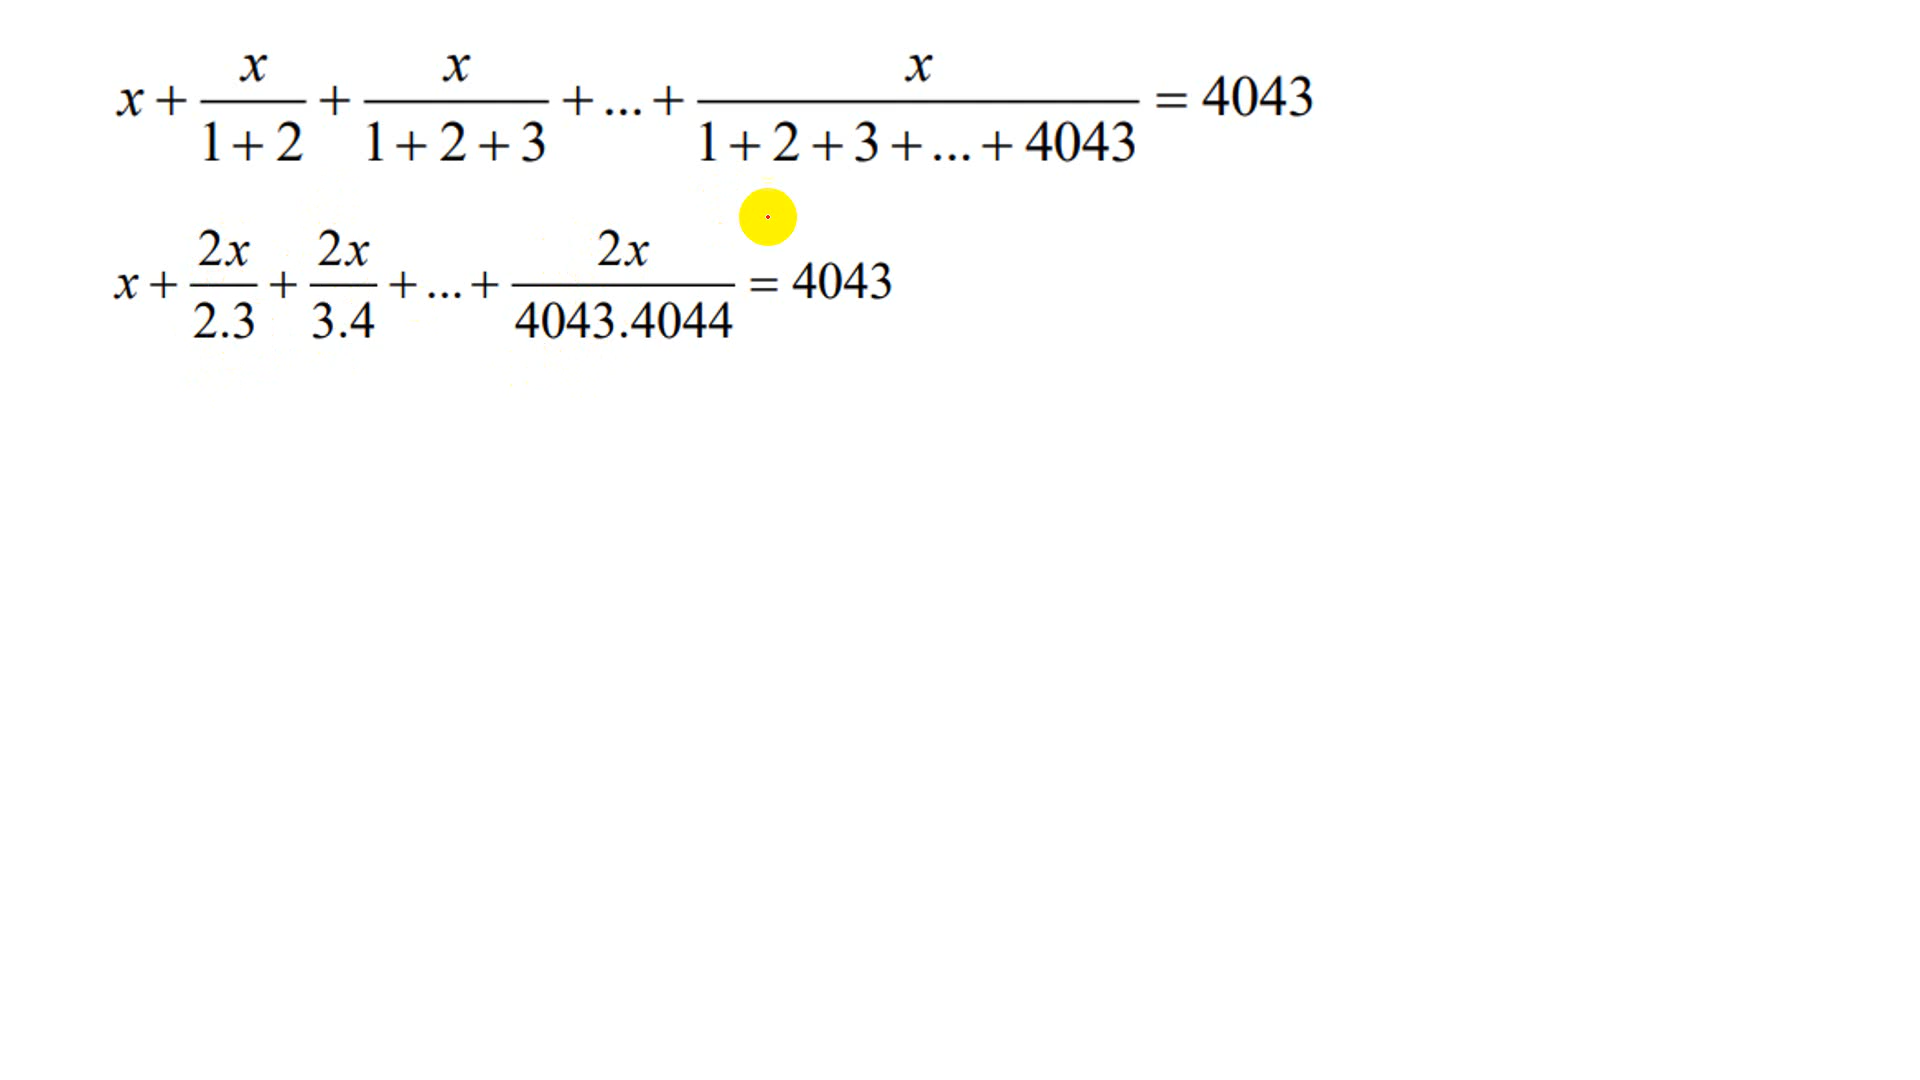 x + x/(1+2) + x/(1+2+3) + ... + x/(1+2+3+...+4043) = 4043
x + 2x/2.3 + 2x/3.4 + ... + 2x/4043.4044 = 4043